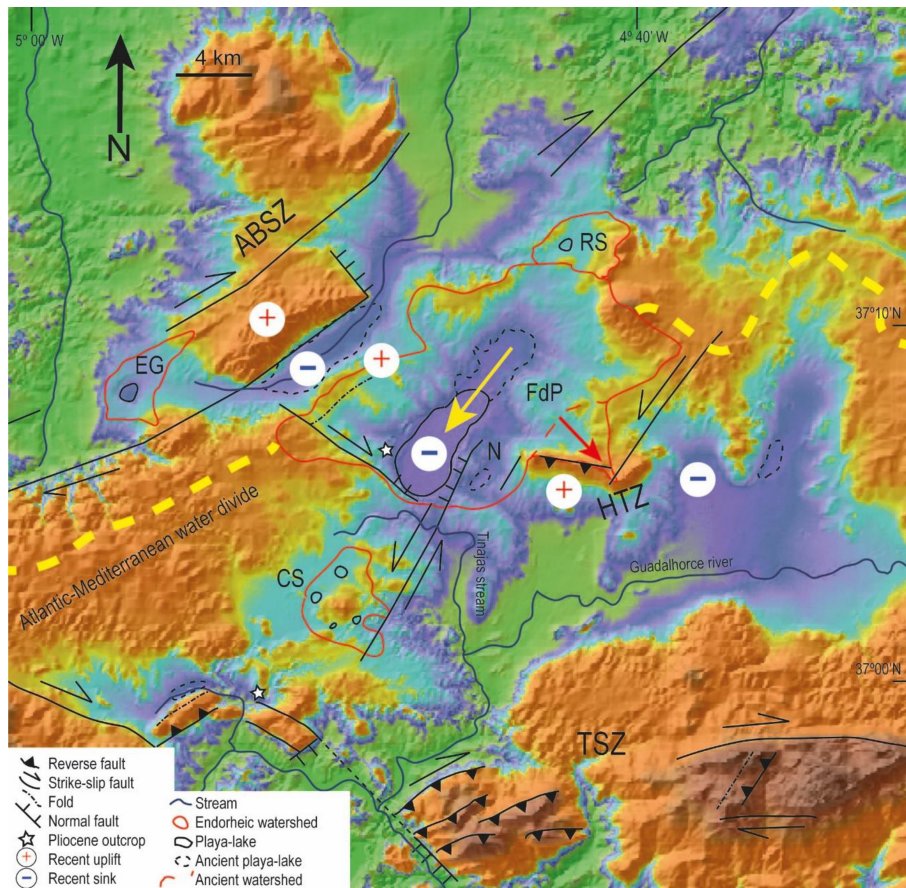 5° 00' W
4° 40' W
4 km
N
ABSZ
RS
37°10'N
EG
FdP
N
HTZ
Atlantic-Mediterranean water divide
Tinajas stream
Guadalhorce river
CS
37°00'N
TSZ
Reverse fault
Strike-slip fault
Fold
Normal fault
Pliocene outcrop
Recent uplift
Recent sink
Stream
Endorheic watershed
Playa-lake
Ancient playa-lake
Ancient watershed